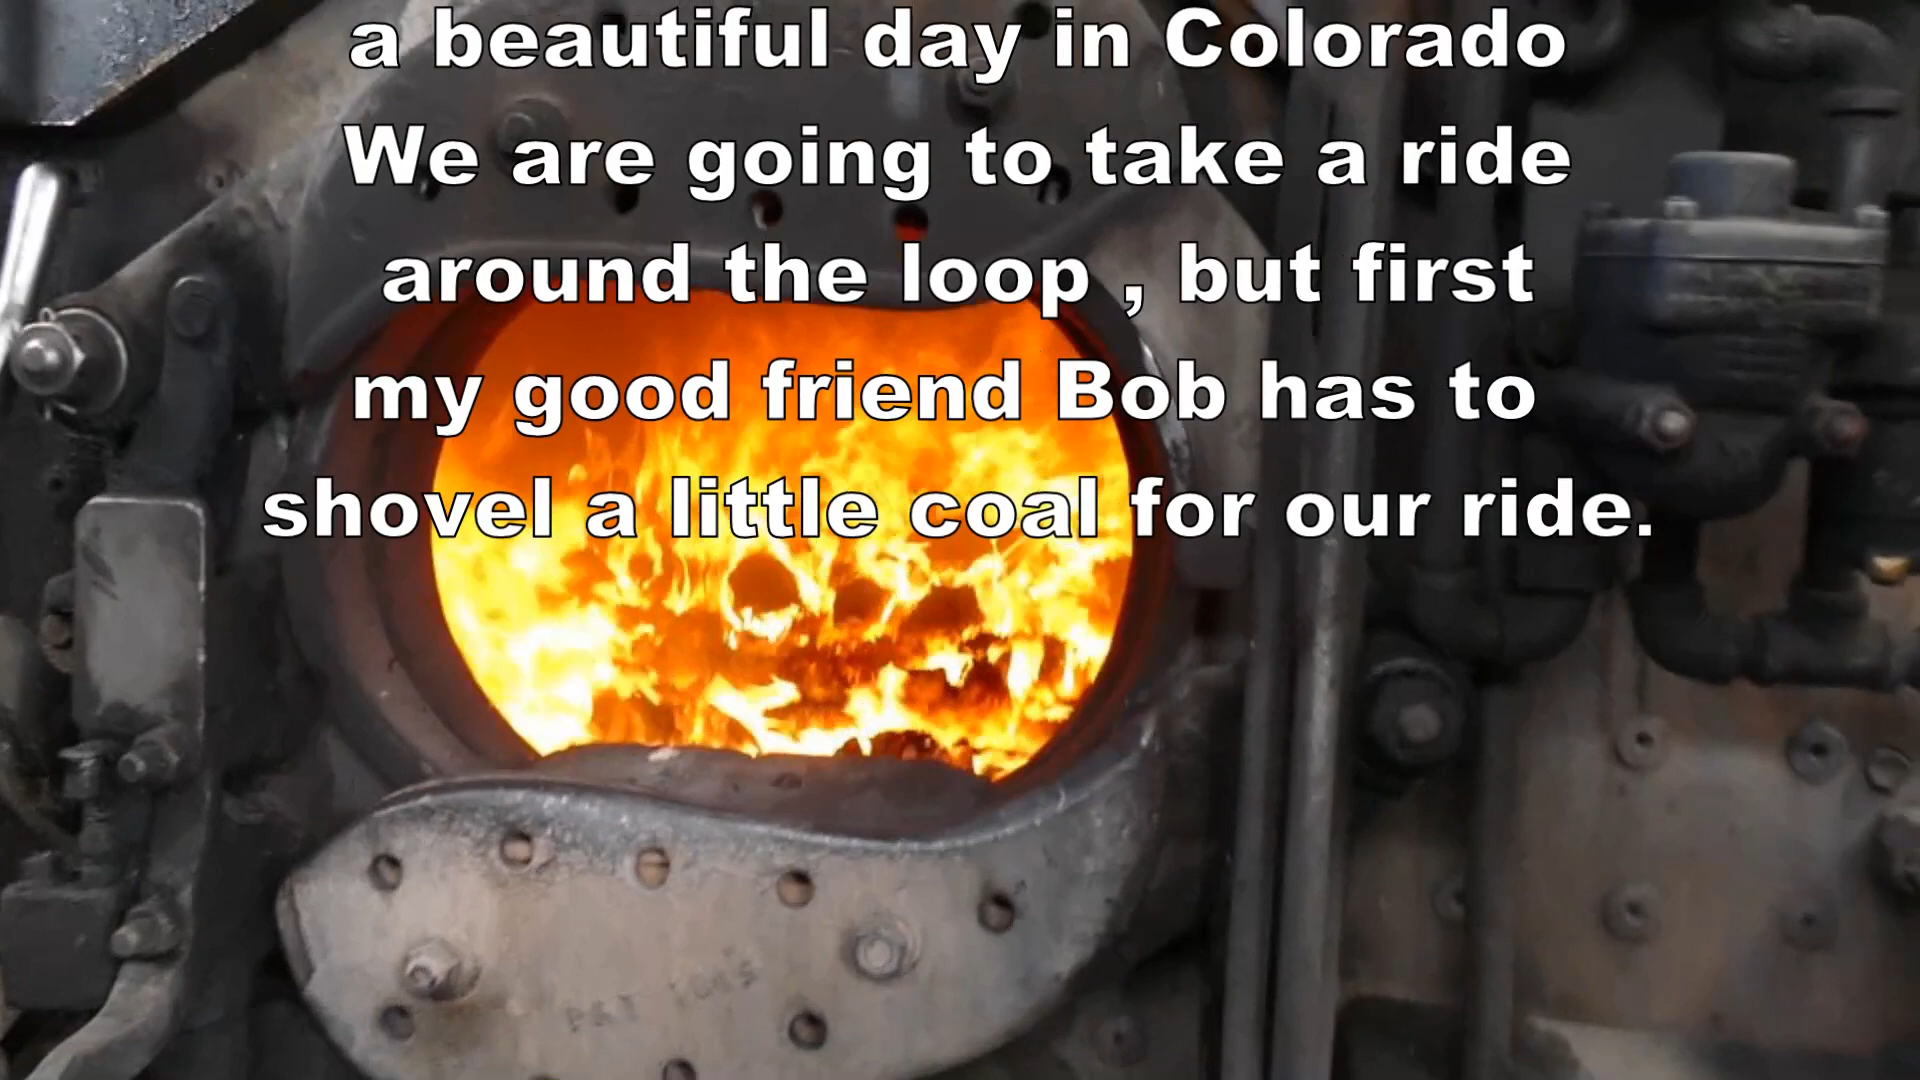 a beautiful day in Colorado
We are going to take a ride
around the loop , but first
my good friend Bob has to
shovel a little coal for our ride.